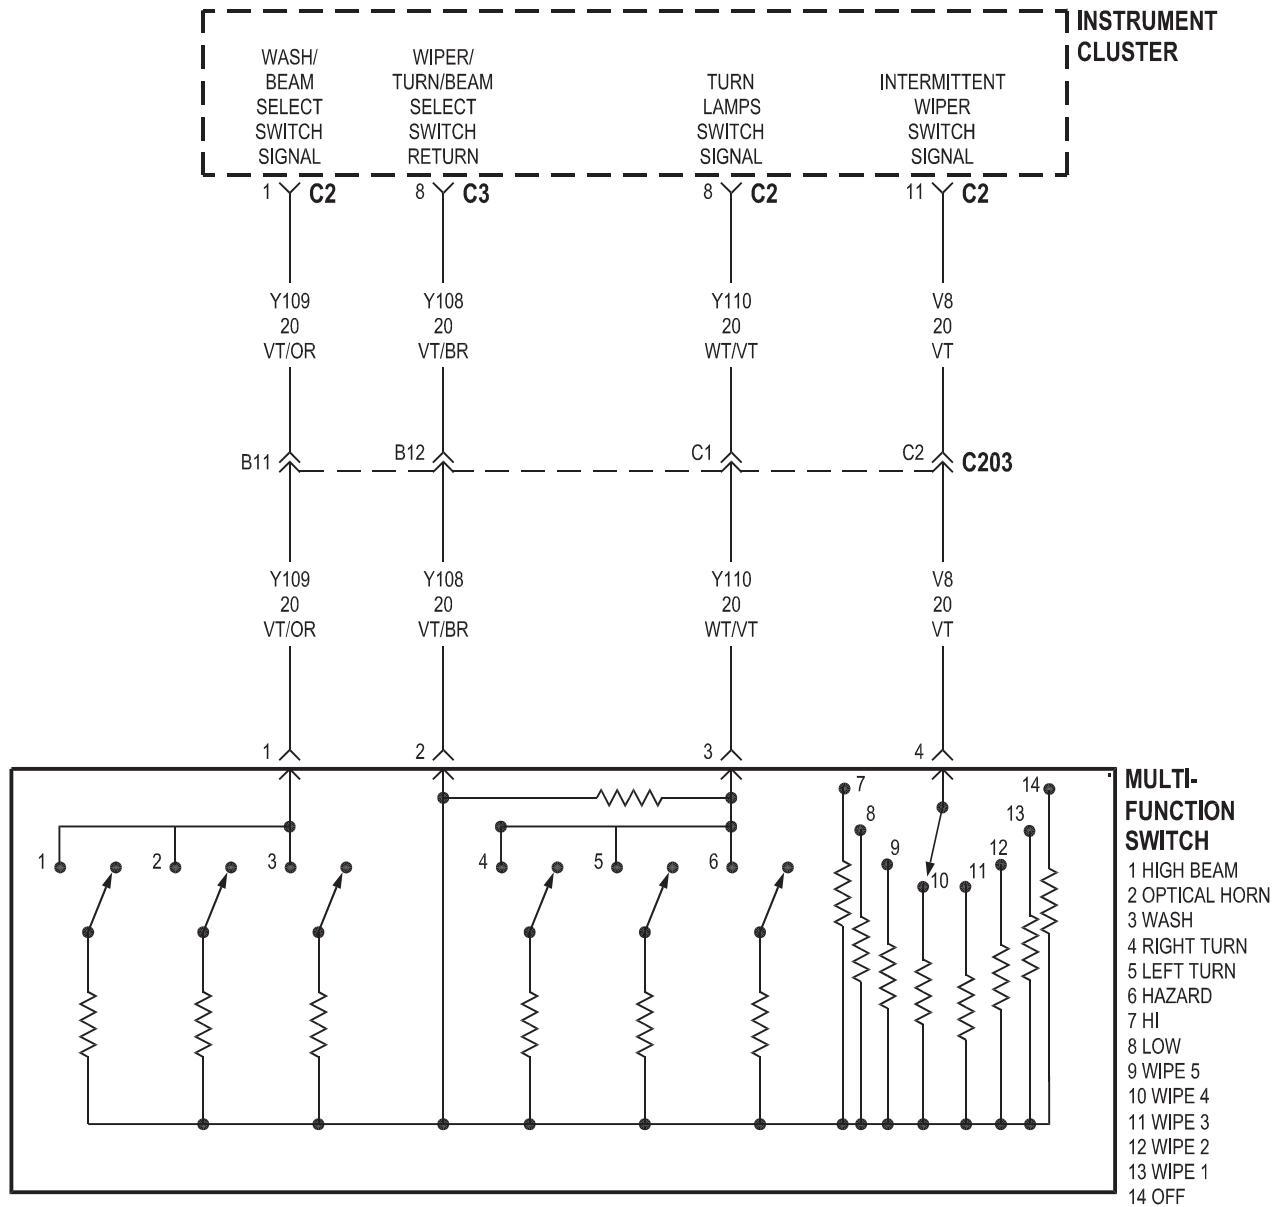 INSTRUMENT
CLUSTER
WASH/
BEAM
SELECT
SWITCH
SIGNAL
WIPER/
TURN/BEAM
SELECT
SWITCH
RETURN
TURN
LAMPS
SWITCH
SIGNAL
INTERMITTENT
WIPER
SWITCH
SIGNAL
1 C2
8 C3
8 C2
11 C2
Y109
20
VT/OR
Y108
20
VT/BR
Y110
20
WT/VT
V8
20
VT
B11
B12
C1
C2
C203
Y109
20
VT/OR
Y108
20
VT/BR
Y110
20
WT/VT
V8
20
VT
1
2
3
4
1
2
3
4
5
6
7
8
9
10
11
12
13
14
MULTI-
FUNCTION
SWITCH
1 HIGH BEAM
2 OPTICAL HORN
3 WASH
4 RIGHT TURN
5 LEFT TURN
6 HAZARD
7 HI
8 LOW
9 WIPE 5
10 WIPE 4
11 WIPE 3
12 WIPE 2
13 WIPE 1
14 OFF